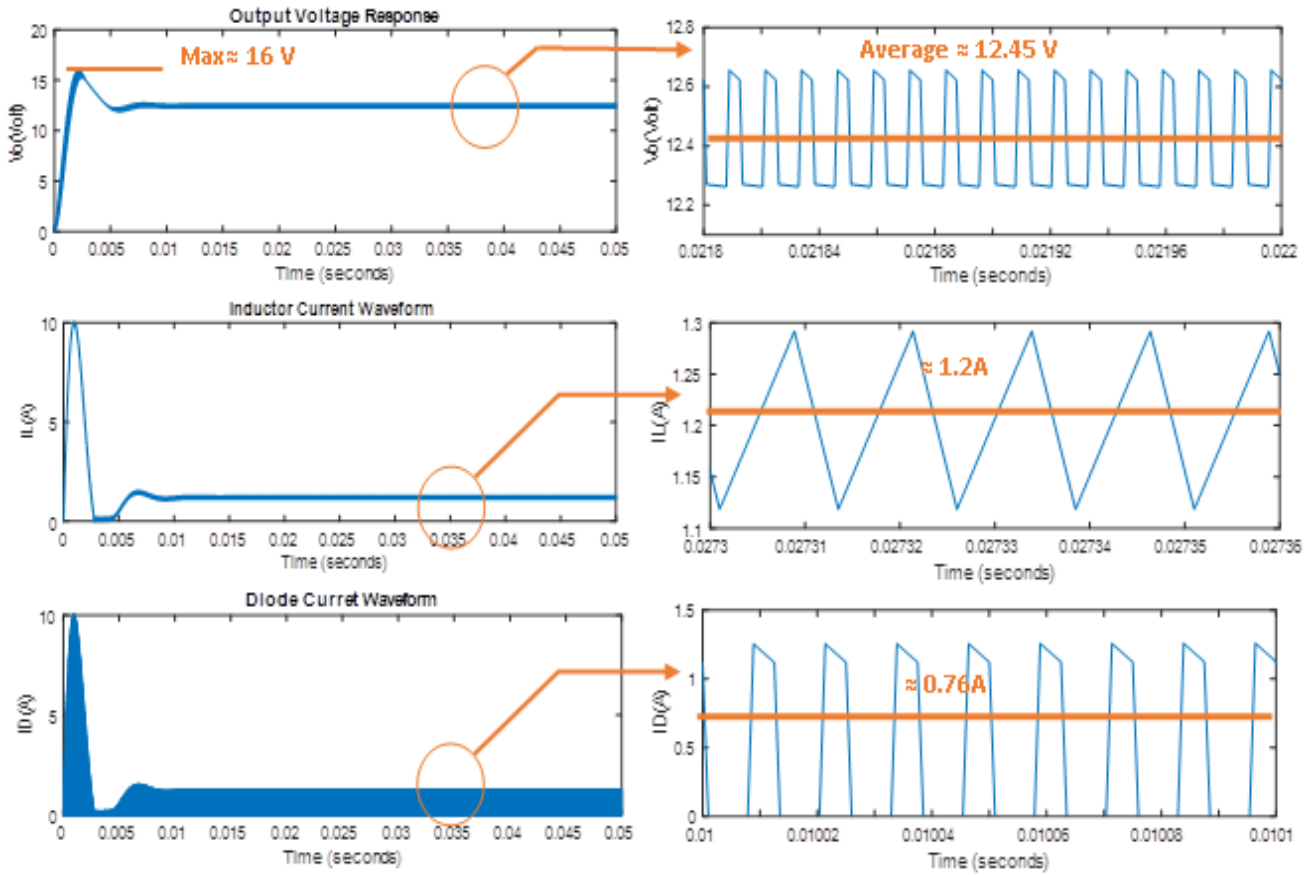 Output Voltage Response
20
15
10
5
0
Vo(Volt)
Max≈ 16 V
0 0.005 0.01 0.015 0.02 0.025 0.03 0.035 0.04 0.045 0.05
Time (seconds)
12.8
12.6
12.4
12.2
Vo(Volt)
Average ≈ 12.45 V
0.0218 0.02184 0.02188 0.02192 0.02196 0.022
Time (seconds)
Inductor Current Waveform
10
5
0
IL(A)
0 0.005 0.01 0.015 0.02 0.025 0.03 0.035 0.04 0.045 0.05
Time (seconds)
1.3
1.25
1.2
1.15
1.1
IL(A)
≈ 1.2A
0.02273 0.02731 0.02732 0.02733 0.02734 0.02735 0.02736
Time (seconds)
Diode Curret Waveform
10
5
0
ID(A)
0 0.005 0.01 0.015 0.02 0.025 0.03 0.035 0.04 0.045 0.05
Time (seconds)
1.5
1
0.5
0
ID(A)
≈ 0.76A
0.01 0.01002 0.01004 0.01006 0.01008 0.0101
Time (seconds)